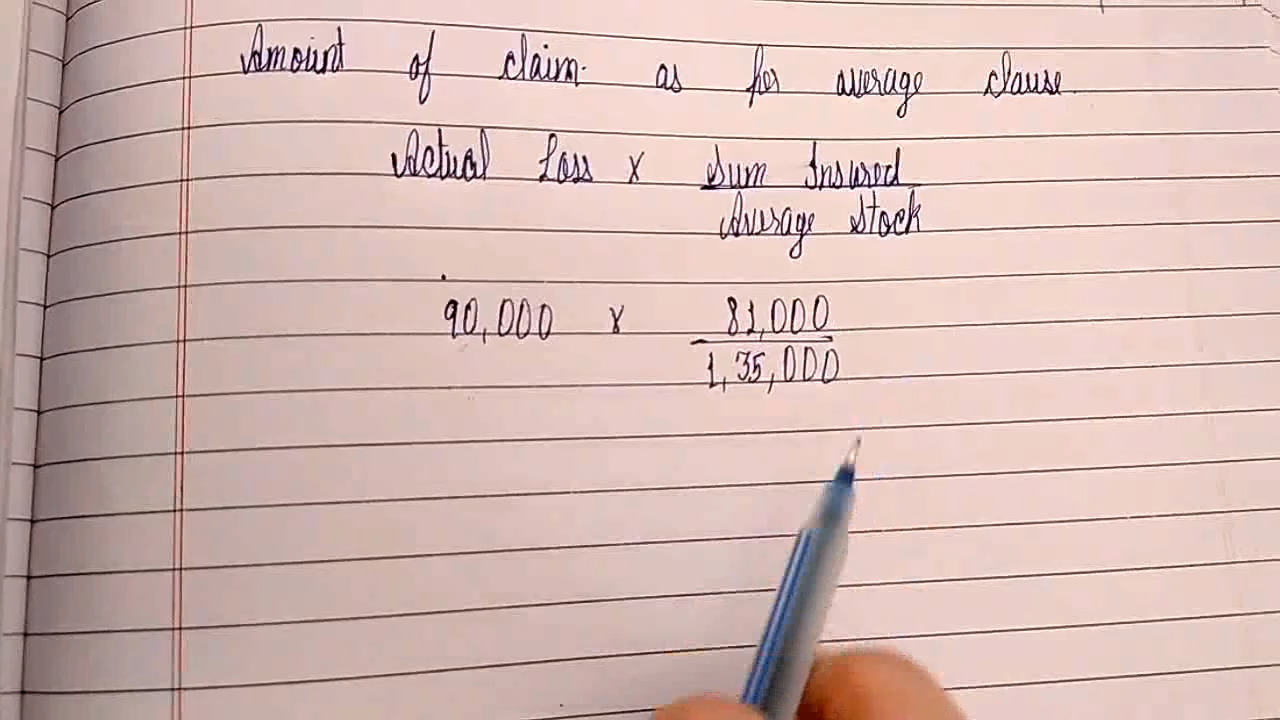 Amount of claim. as for average clause
Actual Loss x Sum Insured
Average Stock
90,000 x 81,000
1,35,000